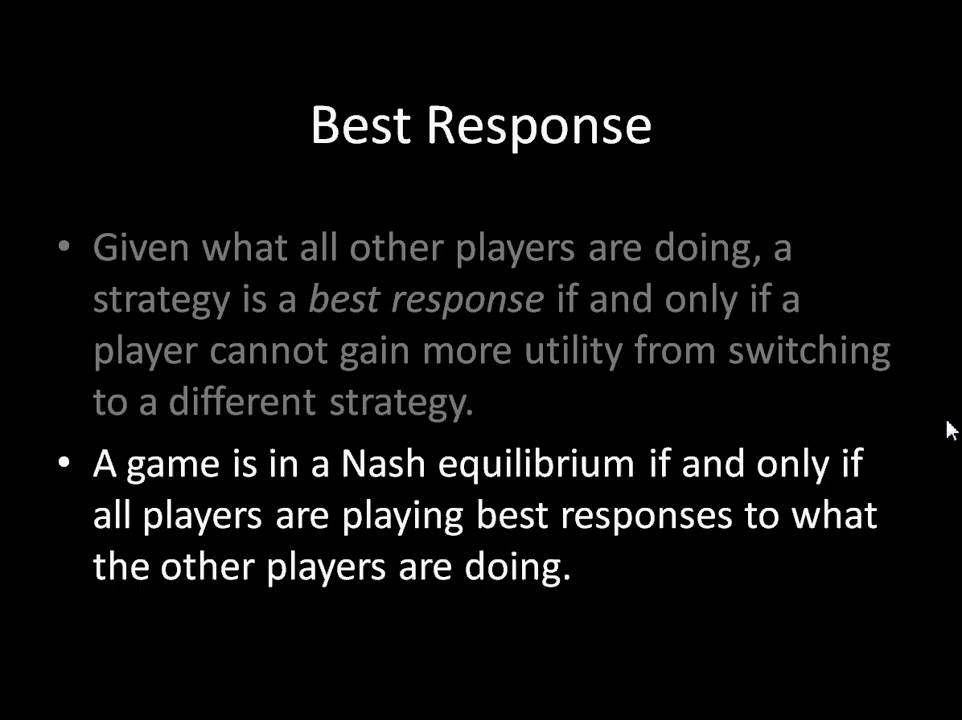 Best Response
• Given what all other players are doing, a
strategy is a best response if and only if a
player cannot gain more utility from switching
to a different strategy.
• A game is in a Nash equilibrium if and only if
all players are playing best responses to what
the other players are doing.